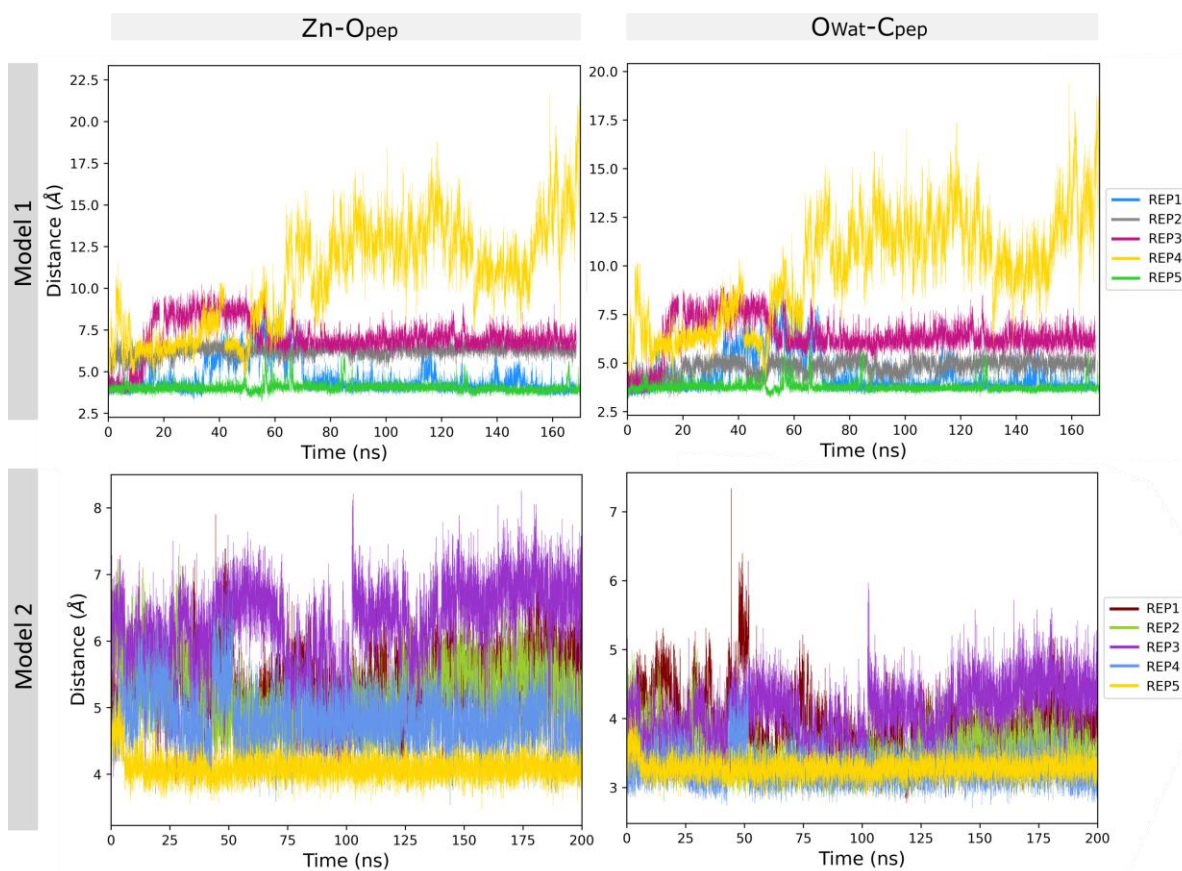 Zn-Opep
OWat-Cpep
Model 1
Distance (Å)
22.5
20.0
17.5
15.0
12.5
10.0
7.5
5.0
2.5
0 20 40 60 80 100 120 140 160
Time (ns)
20.0
17.5
15.0
12.5
10.0
7.5
5.0
2.5
0 20 40 60 80 100 120 140 160
Time (ns)
REP1
REP2
REP3
REP4
REP5
Model 2
Distance (Å)
8
7
6
5
4
0 25 50 75 100 125 150 175 200
Time (ns)
7
6
5
4
3
0 25 50 75 100 125 150 175 200
Time (ns)
REP1
REP2
REP3
REP4
REP5